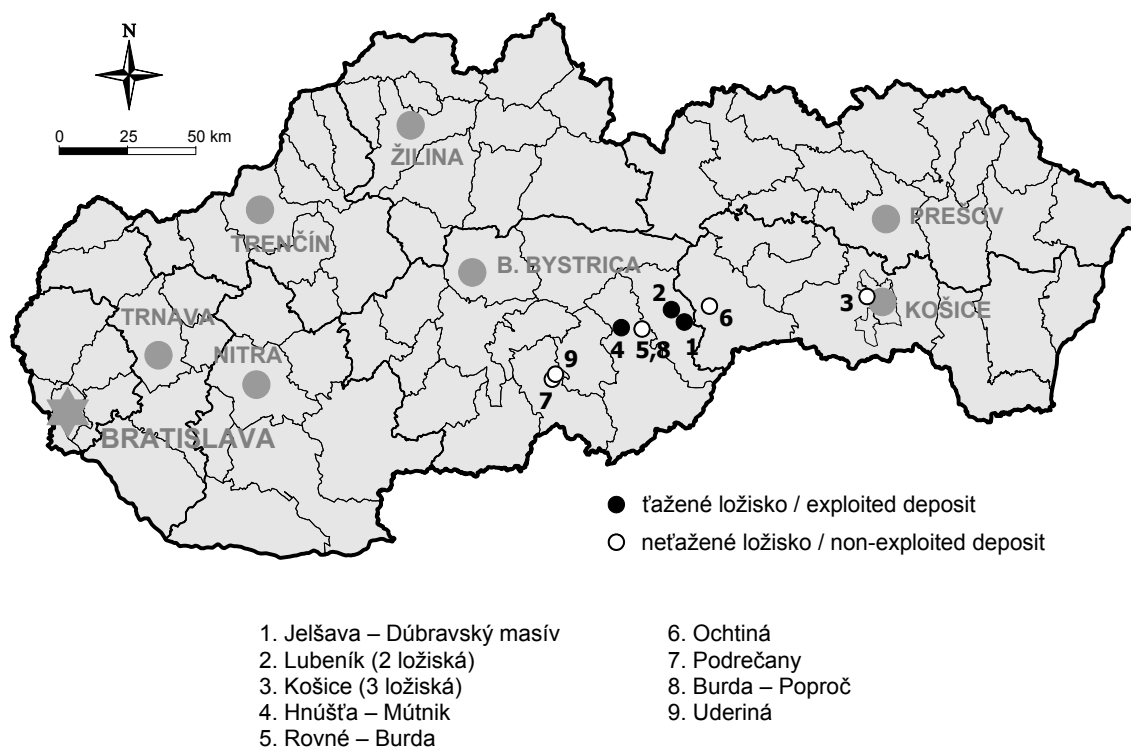 N
0 25 50 km
ŽILINA
TRENČÍN
PREŠOV
B. BYSTRICA
TRNAVA
NITRA
KOŠICE
BRATISLAVA
2
3
6
4
5,8
1
9
7
ťažené ložisko / exploited deposit
neťažené ložisko / non-exploited deposit
1. Jelšava – Dúbravský masív
2. Lubeník (2 ložiská)
3. Košice (3 ložiská)
4. Hnúšťa – Mútnik
5. Rovné – Burda
6. Ochtiná
7. Podrečany
8. Burda – Poproč
9. Uderiná